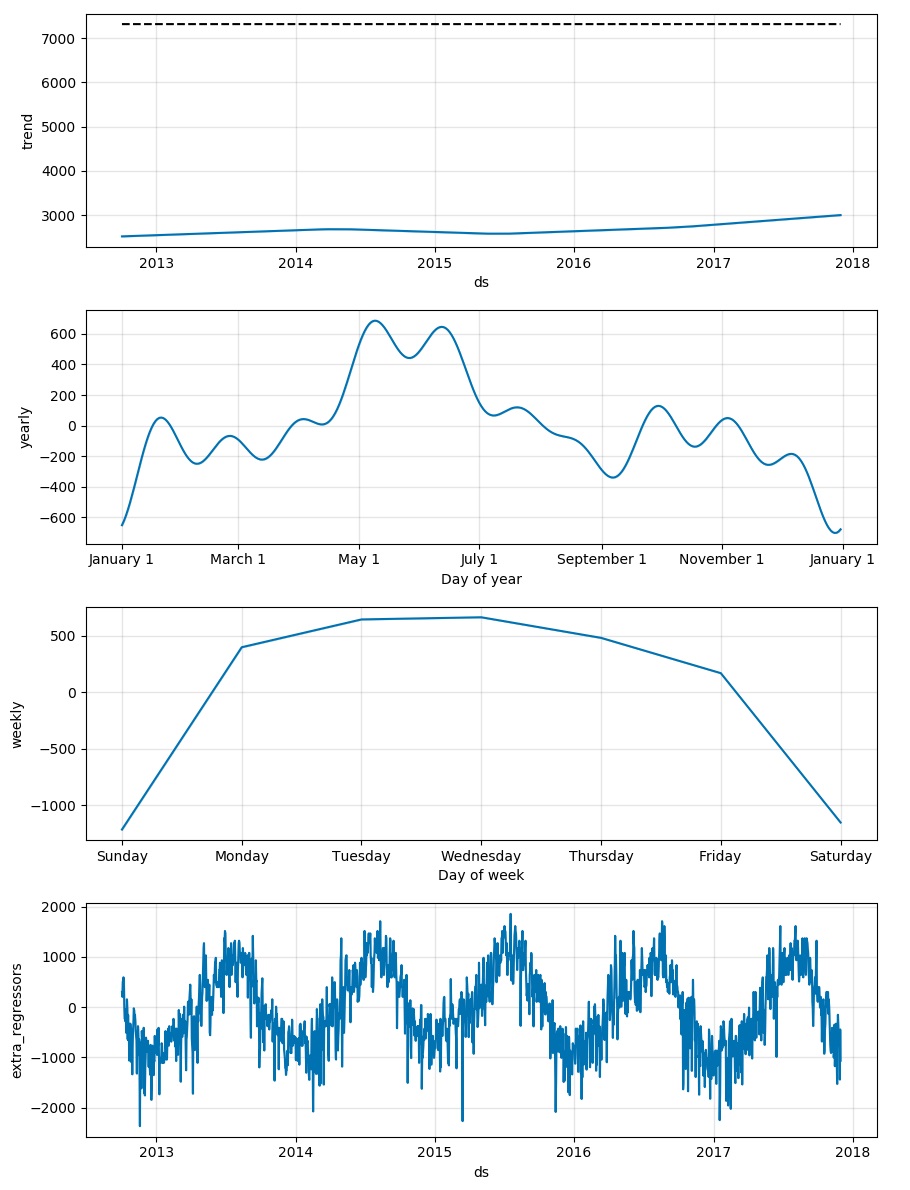 7000
6000
5000
4000
3000
trend
2013 2014 2015 2016 2017 2018
ds
600
400
200
0
−200
−400
−600
yearly
January 1 March 1 May 1 July 1 September 1 November 1 January 1
Day of year
500
0
−500
−1000
weekly
Sunday Monday Tuesday Wednesday Thursday Friday Saturday
Day of week
2000
1000
0
−1000
−2000
extra_regressors
2013 2014 2015 2016 2017 2018
ds